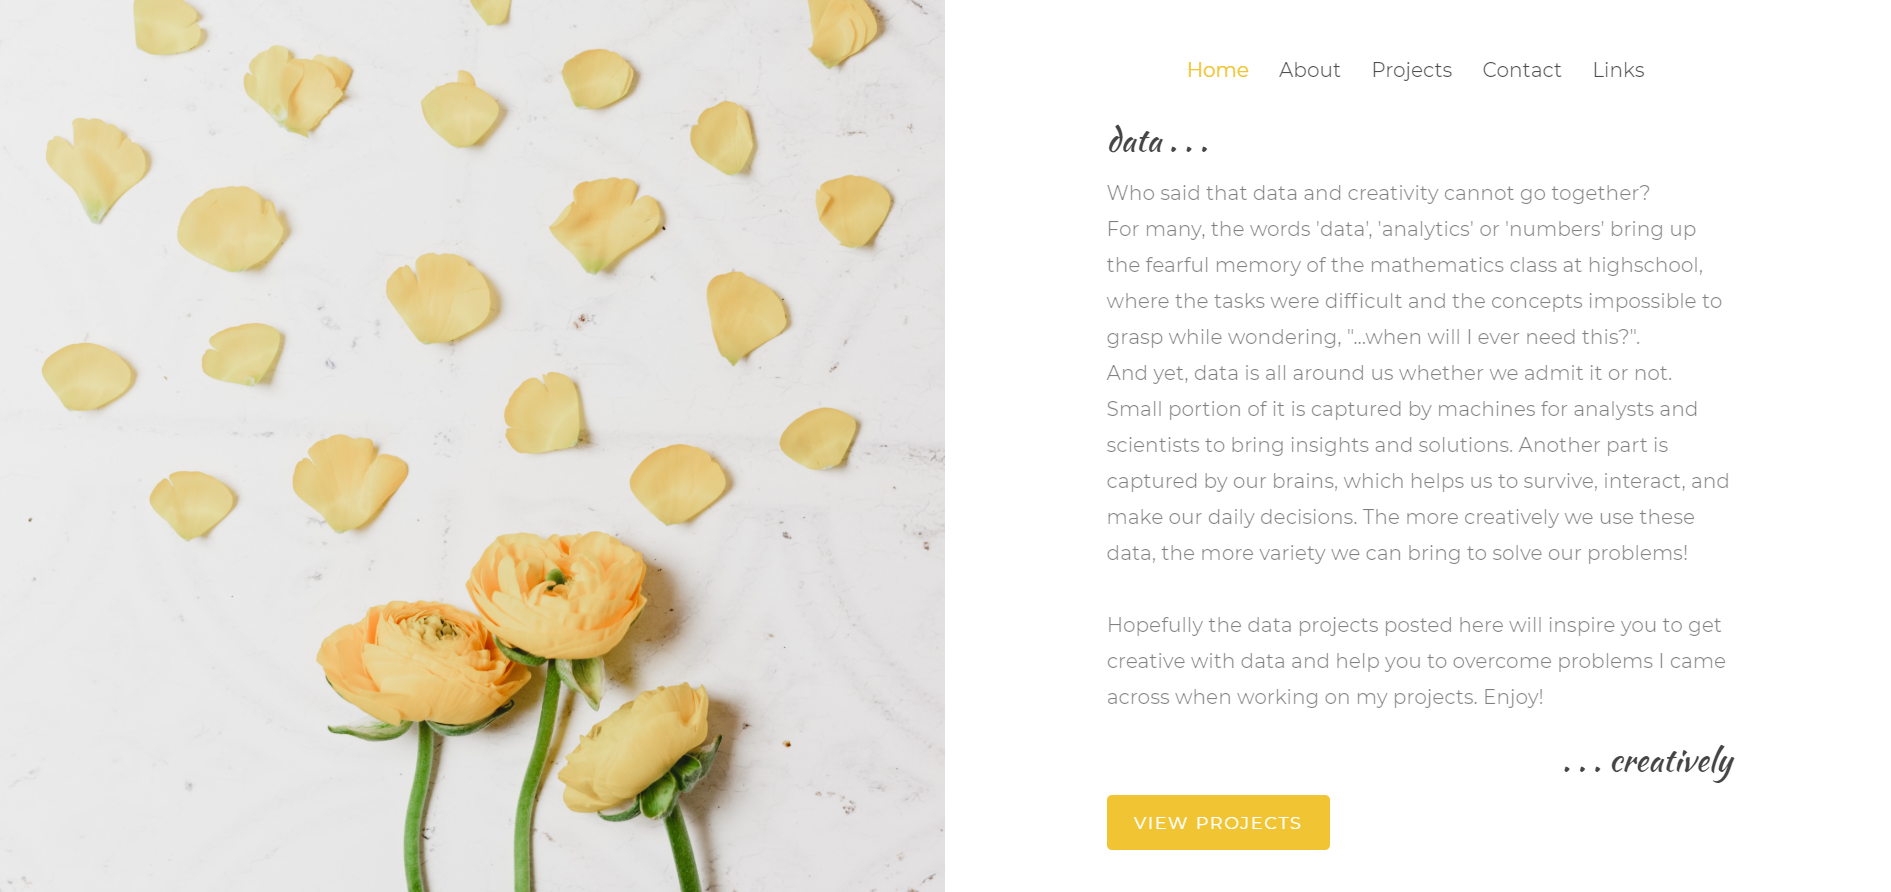 Home About Projects Contact Links
data . . .
Who said that data and creativity cannot go together?
For many, the words 'data', 'analytics' or 'numbers' bring up
the fearful memory of the mathematics class at highschool,
where the tasks were difficult and the concepts impossible to
grasp while wondering, "...when will I ever need this?".
And yet, data is all around us whether we admit it or not.
Small portion of it is captured by machines for analysts and
scientists to bring insights and solutions. Another part is
captured by our brains, which helps us to survive, interact, and
make our daily decisions. The more creatively we use these
data, the more variety we can bring to solve our problems!
Hopefully the data projects posted here will inspire you to get
creative with data and help you to overcome problems I came
across when working on my projects. Enjoy!
. . . creatively
VIEW PROJECTS